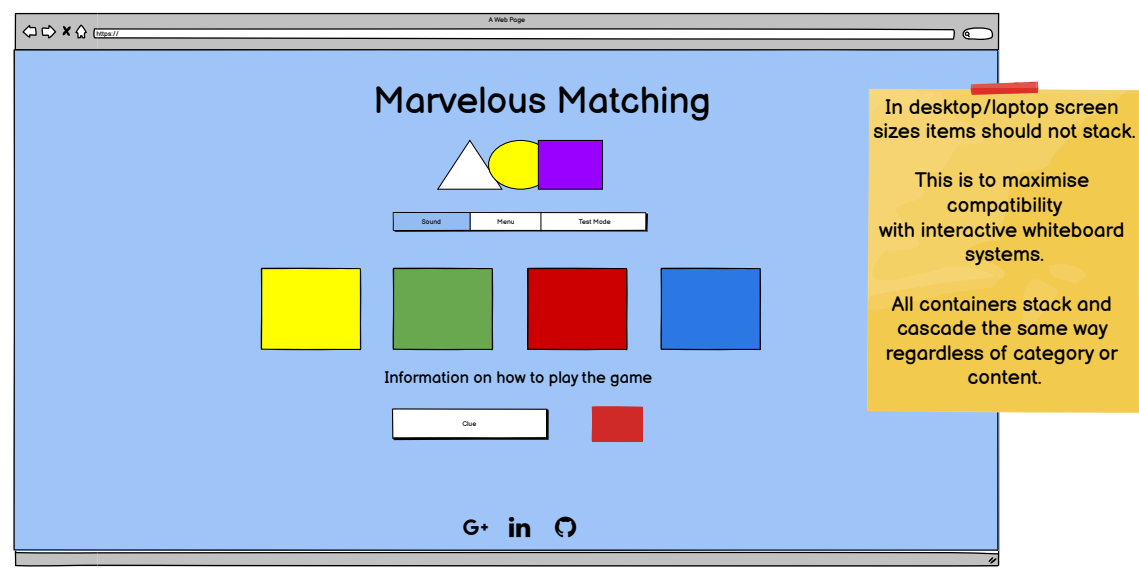 A Web Page
https://
Marvelous Matching
Sound
Menu
Test Mode
Information on how to play the game
Clue
G+ in
In desktop/laptop screen
sizes items should not stack.
This is to maximise
compatibility
with interactive whiteboard
systems.
All containers stack and
cascade the same way
regardless of category or
content.